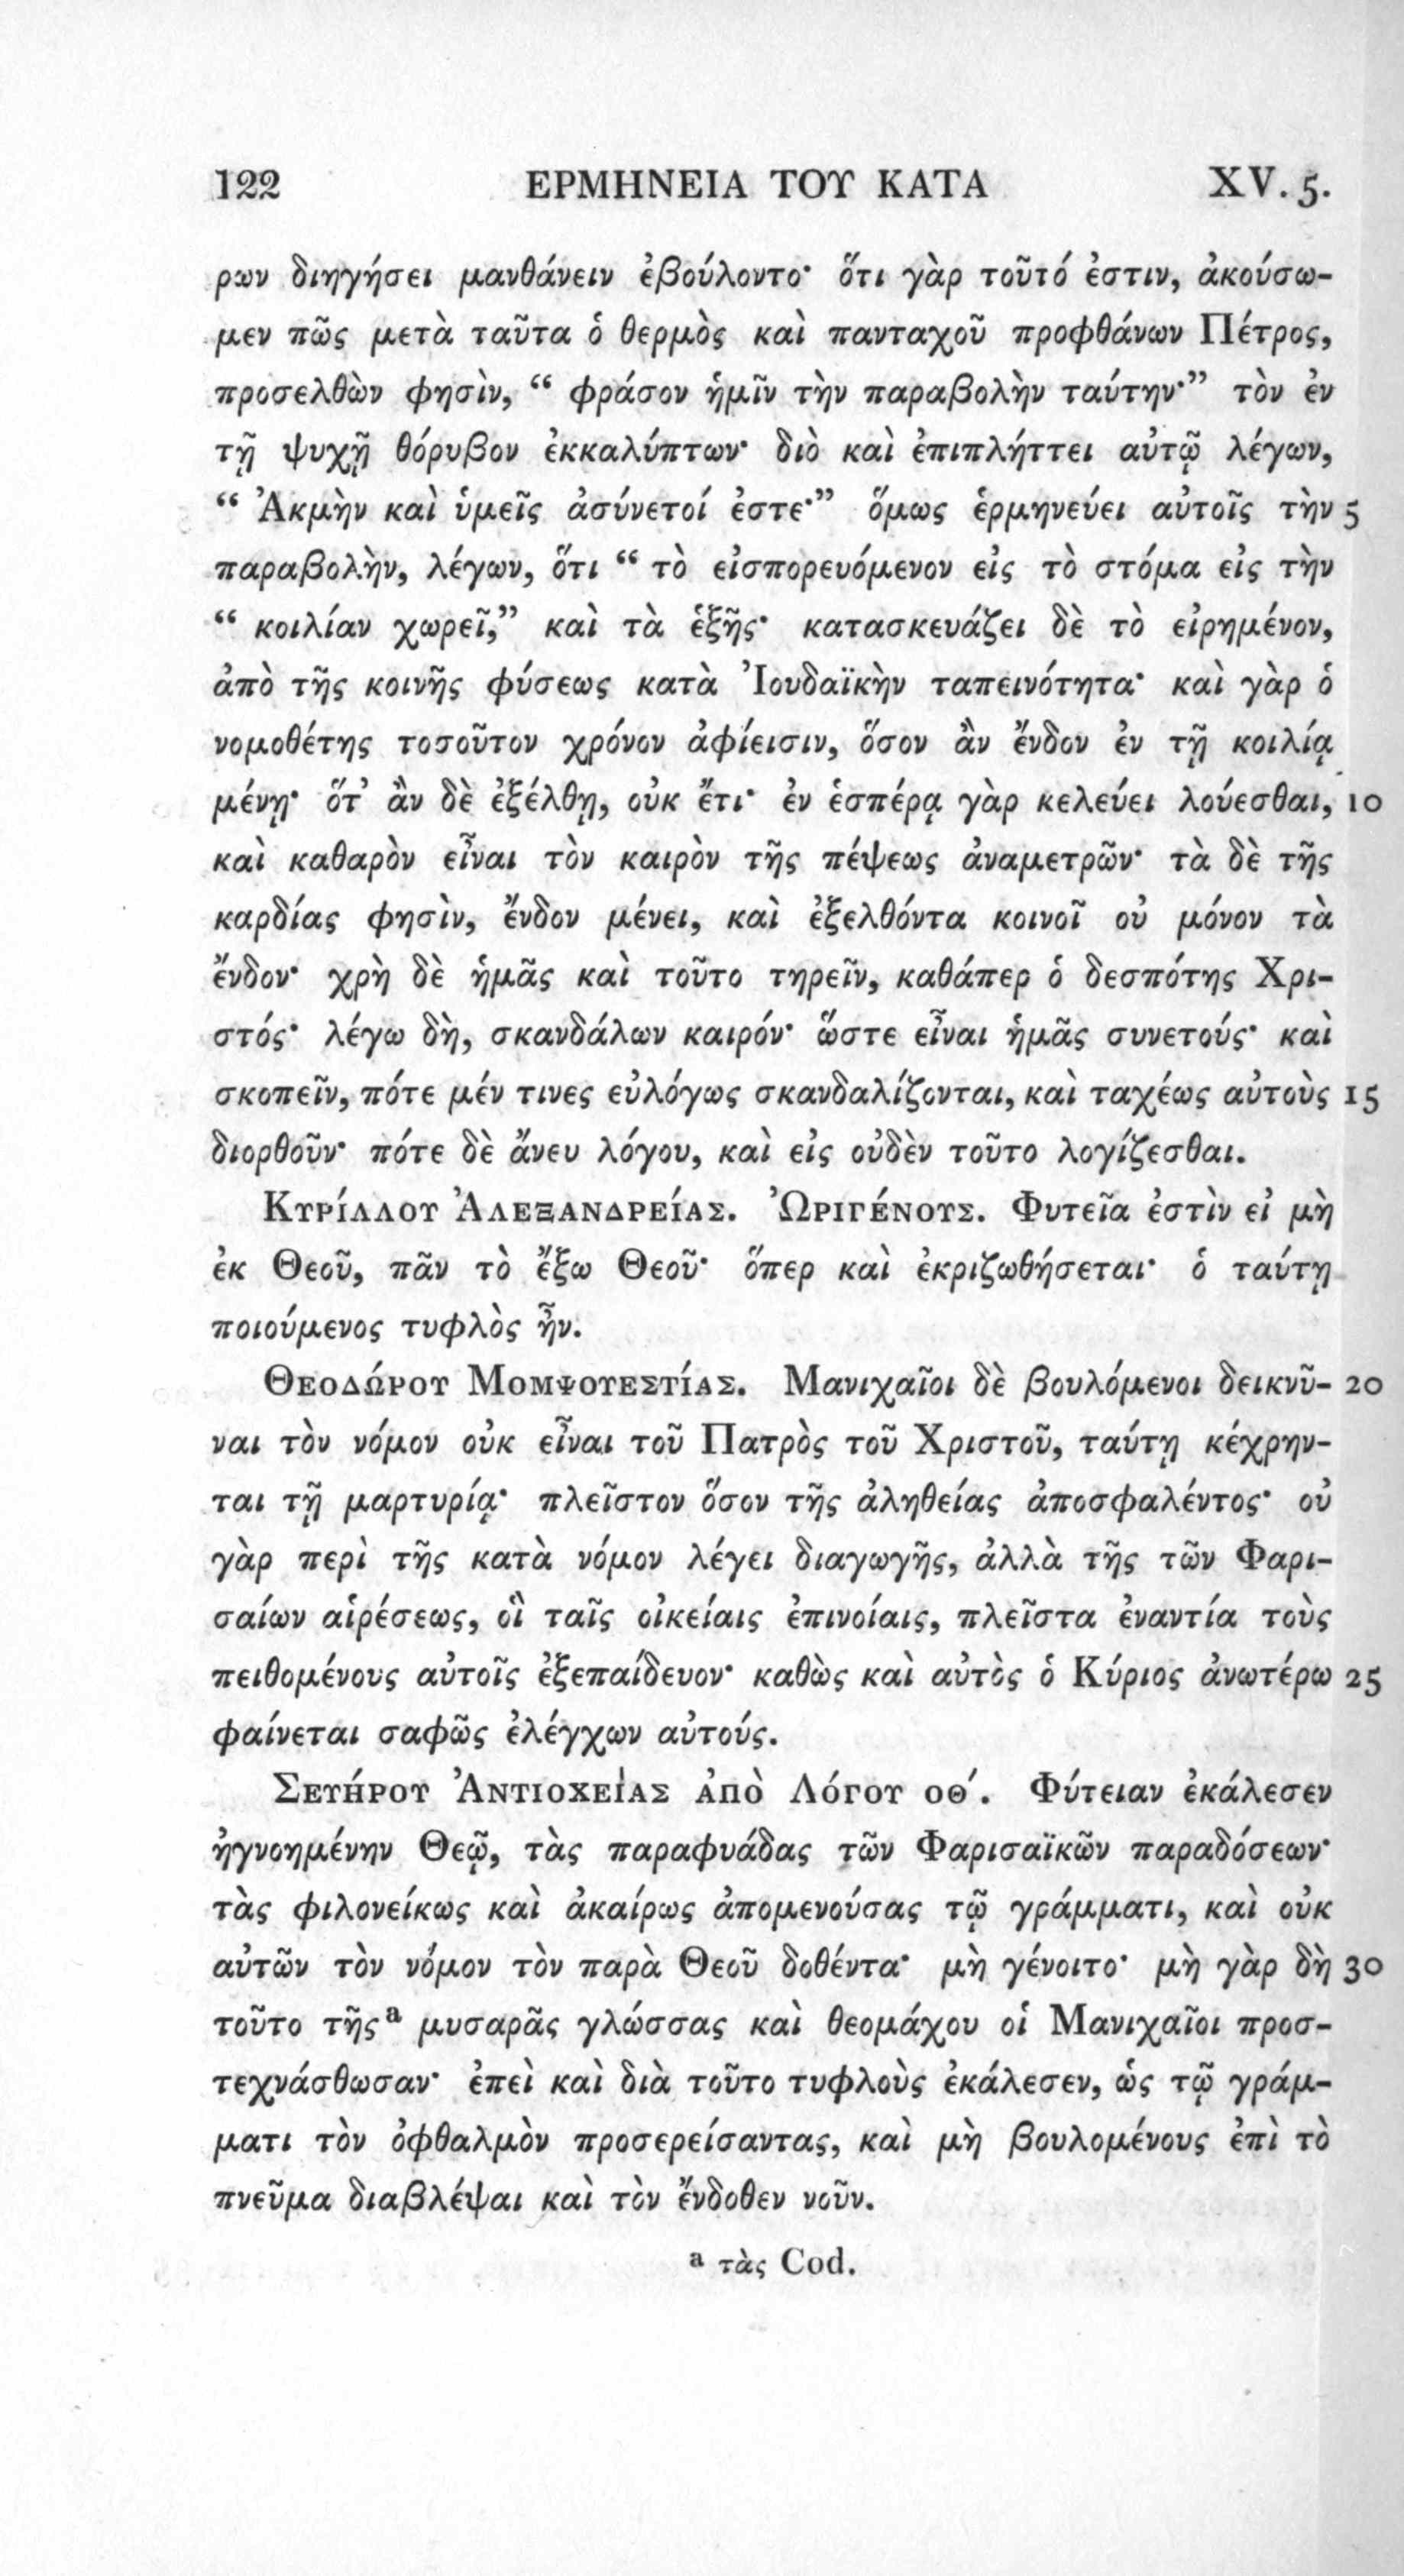 122 ΕΡΜΗΝΕΙΑ ΤΟΥ ΚΑΤΑ XV. 5.
ρων διηγήσει μανθάνειν ἐβούλοντο· ὅτι γὰρ τοῦτό ἐστιν, ἀκούσω-
μεν πῶς μετὰ ταῦτα ὁ θερμὸς καὶ πανταχοῦ προφθάνων Πέτρος,
προσελθὼν φησὶν, “ φράσον ἡμῖν τὴν παραβολὴν ταύτην·” τὸν ἐν
τῇ ψυχῇ θόρυβον ἐκκαλύπτων· διὸ καὶ ἐπιπλήττει αὐτῷ λέγων,
“ Ἀκμὴν καὶ ὑμεῖς ἀσύνετοί ἐστε·” ὅμως ἑρμηνεύει αὐτοῖς τὴν 5
παραβολὴν, λέγων, ὅτι “ τὸ εἰσπορευόμενον εἰς τὸ στόμα εἰς τὴν
“ κοιλίαν χωρεῖ,” καὶ τὰ ἑξῆς· κατασκευάζει δὲ τὸ εἰρημένον,
ἀπὸ τῆς κοινῆς φύσεως κατὰ Ἰουδαϊκὴν ταπεινότητα· καὶ γὰρ ὁ
νομοθέτης τοσοῦτον χρόνον ἀφίεισιν, ὅσον ἂν ἔνδον ἐν τῇ κοιλίᾳ
μένῃ· ὅτ’ ἂν δὲ ἐξέλθῃ, οὐκ ἔτι· ἐν ἑσπέρᾳ γὰρ κελεύει λούεσθαι, 10
καὶ καθαρὸν εἶναι τὸν καιρὸν τῆς πέψεως ἀναμετρῶν· τὰ δὲ τῆς
καρδίας φησὶν, ἔνδον μένει, καὶ ἐξελθόντα κοινοῖ οὐ μόνον τὰ
ἔνδον· χρὴ δὲ ἡμᾶς καὶ τοῦτο τηρεῖν, καθάπερ ὁ δεσπότης Χρι-
στός· λέγω δὴ, σκανδάλων καιρόν· ὥστε εἶναι ἡμᾶς συνετούς· καὶ
σκοπεῖν, πότε μέν τινες εὐλόγως σκανδαλίζονται, καὶ ταχέως αὐτοὺς 15
διορθοῦν· πότε δὲ ἄνευ λόγου, καὶ εἰς οὐδὲν τοῦτο λογίζεσθαι.
Κυρίλλου Ἀλεξανδρείας. Ὠριγένους. Φυτεῖα ἐστὶν εἰ μὴ
ἐκ Θεοῦ, πᾶν τὸ ἔξω Θεοῦ· ὅπερ καὶ ἐκριζωθήσεται· ὁ ταύτῃ
ποιούμενος τυφλὸς ἦν.
Θεοδώρου Μομψουεστίας. Μανιχαῖοι δὲ βουλόμενοι δεικνῦ- 20
ναι τὸν νόμον οὐκ εἶναι τοῦ Πατρὸς τοῦ Χριστοῦ, ταύτῃ κέχρην-
ται τῇ μαρτυρίᾳ· πλεῖστον ὅσον τῆς ἀληθείας ἀποσφαλέντος· οὐ
γὰρ περὶ τῆς κατὰ νόμον λέγει διαγωγῆς, ἀλλὰ τῆς τῶν Φαρι-
σαίων αἱρέσεως, οἳ ταῖς οἰκείαις ἐπινοίαις, πλεῖστα ἐναντία τοὺς
πειθομένους αὐτοῖς ἐξεπαίδευον· καθὼς καὶ αὐτὸς ὁ Κύριος ἀνωτέρω 25
φαίνεται σαφῶς ἐλέγχων αὐτούς.
Σευήρου Ἀντιοχείας ἀπὸ Λόγου οθ΄. Φύτειαν ἐκάλεσεν
ἠγνοημένην Θεῷ, τὰς παραφυάδας τῶν Φαρισαϊκῶν παραδόσεων·
τὰς φιλονείκως καὶ ἀκαίρως ἀπομενούσας τῷ γράμματι, καὶ οὐκ
αὐτῶν τὸν νόμον τὸν παρὰ Θεοῦ δοθέντα· μὴ γένοιτο· μὴ γὰρ δὴ 30
τοῦτο τῆς ᵃ μυσαρᾶς γλώσσας καὶ θεομάχου οἱ Μανιχαῖοι προσ-
τεχνάσθωσαν· ἐπεὶ καὶ διὰ τοῦτο τυφλοὺς ἐκάλεσεν, ὡς τῷ γράμ-
ματι τὸν ὀφθαλμὸν προσερείσαντας, καὶ μὴ βουλομένους ἐπὶ τὸ
πνεῦμα διαβλέψαι καὶ τὸν ἔνδοθεν νοῦν.
ᵃ τὰς Cod.